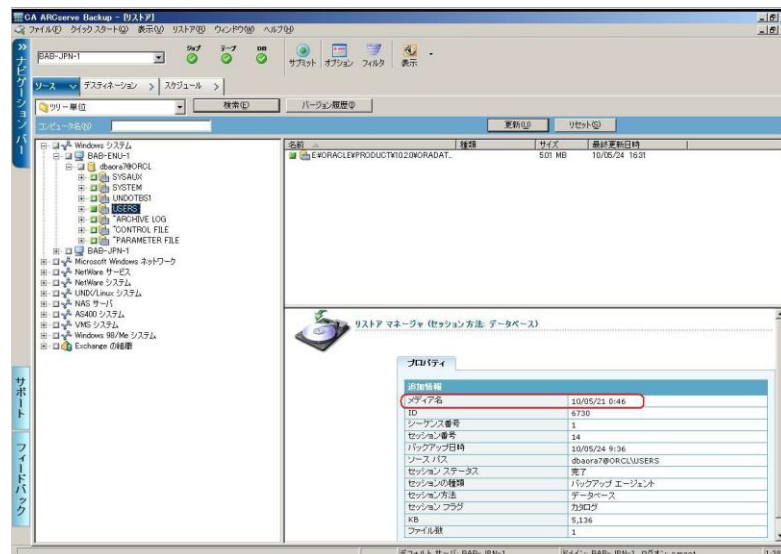 CA ARCserve Backup - [リストア]
ファイル(F) クイック スタート(Q) 表示(V) リストア(R) ウィンドウ(W) ヘルプ(H)
BAB-JPN-1
ジョブ テープ DB
サブミット オプション フィルタ 表示
ソース デスティネーション スケジュール
ツリー単位 検索(E) バージョン履歴
コンピュータ名(N) 更新(U) リセット(S)
ナビゲーション バー
サポート
フィードバック
Windows システム
BAB-ENU-1
dbaora7@ORCL
SYSAUX
SYSTEM
UNDOTBS1
USERS
*ARCHIVE LOG
*CONTROL FILE
*PARAMETER FILE
BAB-JPN-1
Microsoft Windows ネットワーク
NetWare サービス
NetWare システム
UNIX/Linux システム
NAS サーバ
AS400 システム
VMS システム
Windows 98/Me システム
Exchange の組織
名前 種類 サイズ 最終更新日時
E:¥ORACLE¥PRODUCT¥10.2.0¥ORADAT... 5.01 MB 10/05/24 16:31
リストア マネージャ (セッション方法: データベース)
プロパティ
追加情報
メディア名 10/05/21 0:46
ID 6730
シーケンス番号 1
セッション番号 14
バックアップ日時 10/05/24 9:36
ソース パス dbaora7@ORCL\USERS
セッション ステータス 完了
セッションの種類 バックアップ エージェント
セッション方法 データベース
セッション フラグ カタログ
KB 5,136
ファイル数 1
デフォルト サーバ: BAB-JPN-1